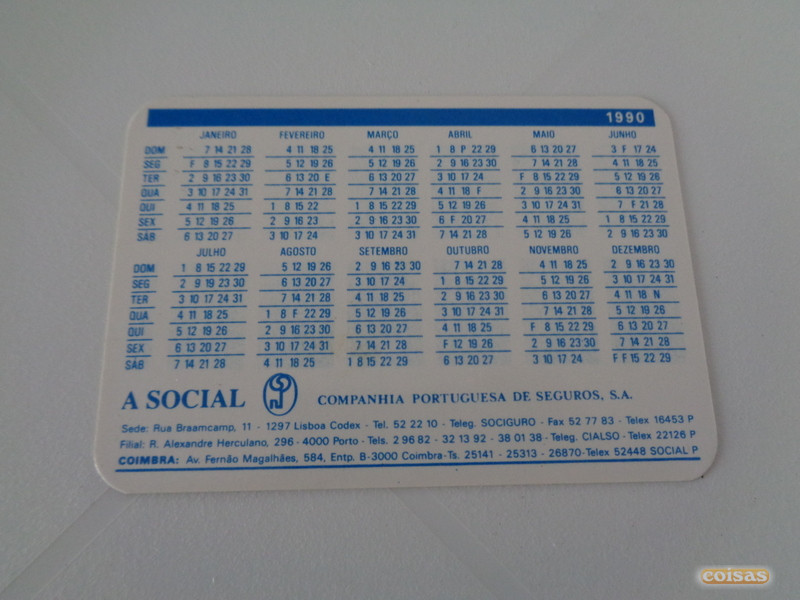 1990
JANEIRO FEVEREIRO MARÇO ABRIL MAIO JUNHO
DOM 7 14 21 28 4 11 18 25 4 11 18 25 1 8 P 22 29 6 13 20 27 3 F 17 24
SEG F 8 15 22 29 5 12 19 26 5 12 19 26 2 9 16 23 30 7 14 21 28 4 11 18 25
TER 2 9 16 23 30 6 13 20 E 6 13 20 27 3 10 17 24 F 8 15 22 29 5 12 19 26
QUA 3 10 17 24 31 7 14 21 28 7 14 21 28 4 11 18 F 2 9 16 23 30 6 13 20 27
QUI 4 11 18 25 1 8 15 22 1 8 15 22 29 5 12 19 26 3 10 17 24 31 7 F 21 28
SEX 5 12 19 26 2 9 16 23 2 9 16 23 30 6 F 20 27 4 11 18 25 1 8 15 22 29
SÁB 6 13 20 27 3 10 17 24 3 10 17 24 31 7 14 21 28 5 12 19 26 2 9 16 23 30
JULHO AGOSTO SETEMBRO OUTUBRO NOVEMBRO DEZEMBRO
DOM 1 8 15 22 29 5 12 19 26 2 9 16 23 30 7 14 21 28 4 11 18 25 2 9 16 23 30
SEG 2 9 19 23 30 6 13 20 27 3 10 17 24 1 8 15 22 29 5 12 19 26 3 10 17 24 31
TER 3 10 17 24 31 7 14 21 28 4 11 18 25 2 9 16 23 30 6 13 20 27 4 11 18 N
QUA 4 11 18 25 1 8 F 22 29 5 12 19 26 3 10 17 24 31 7 14 21 28 5 12 19 26
QUI 5 12 19 26 2 9 16 23 30 6 13 20 27 4 11 18 25 F 8 15 22 29 6 13 20 27
SEX 6 13 20 27 3 10 17 24 31 7 14 21 28 F 12 19 26 2 9 16 23 30 7 14 21 28
SÁB 7 14 21 28 4 11 18 25 1 8 15 22 29 6 13 20 27 3 10 17 24 F F 15 22 29
A SOCIAL COMPANHIA PORTUGUESA DE SEGUROS, S.A.
Sede: Rua Braamcamp, 11 - 1297 Lisboa Codex - Tel. 52 22 10 - Teleg. SOCIGURO - Fax 52 77 83 - Telex 16453 P
Filial: R. Alexandre Herculano, 296 - 4000 Porto - Tels. 2 96 82 - 32 13 92 - 38 01 38 - Teleg. CIALSO - Telex 22126 P
COIMBRA: Av. Fernão Magalhães, 584, Entp. B-3000 Coimbra-Ts. 25141 - 25313 - 26870-Telex 52448 SOCIAL P
coisas